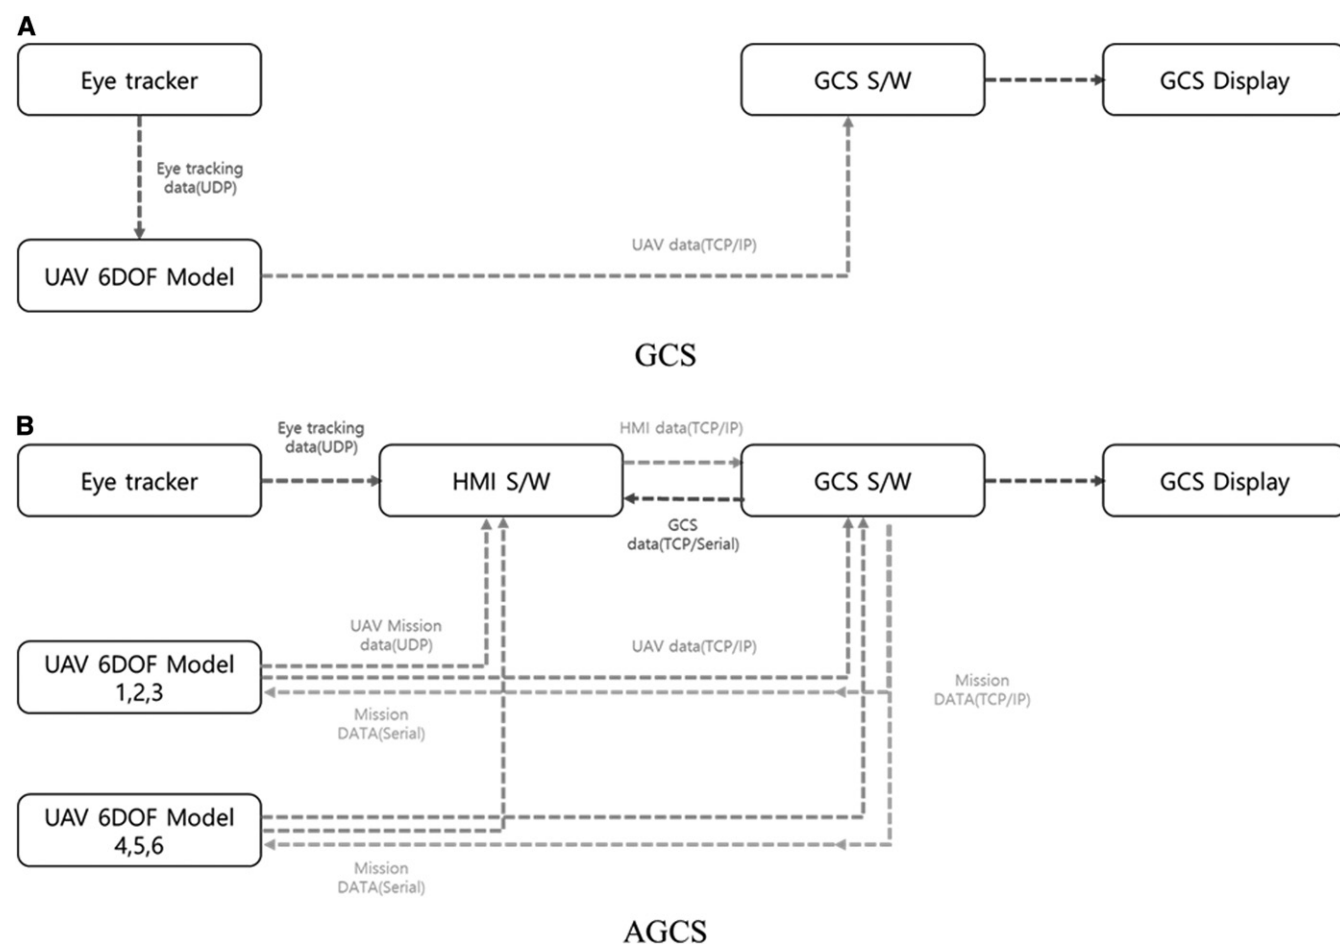 A
Eye tracker
GCS S/W
GCS Display
Eye tracking
data(UDP)
UAV data(TCP/IP)
UAV 6DOF Model
GCS
B
Eye tracking
data(UDP)
HMI data(TCP/IP)
Eye tracker
HMI S/W
GCS S/W
GCS Display
GCS
data(TCP/Serial)
UAV Mission
data(UDP)
UAV data(TCP/IP)
UAV 6DOF Model
1,2,3
Mission
DATA(TCP/IP)
Mission
DATA(Serial)
UAV 6DOF Model
4,5,6
Mission
DATA(Serial)
AGCS